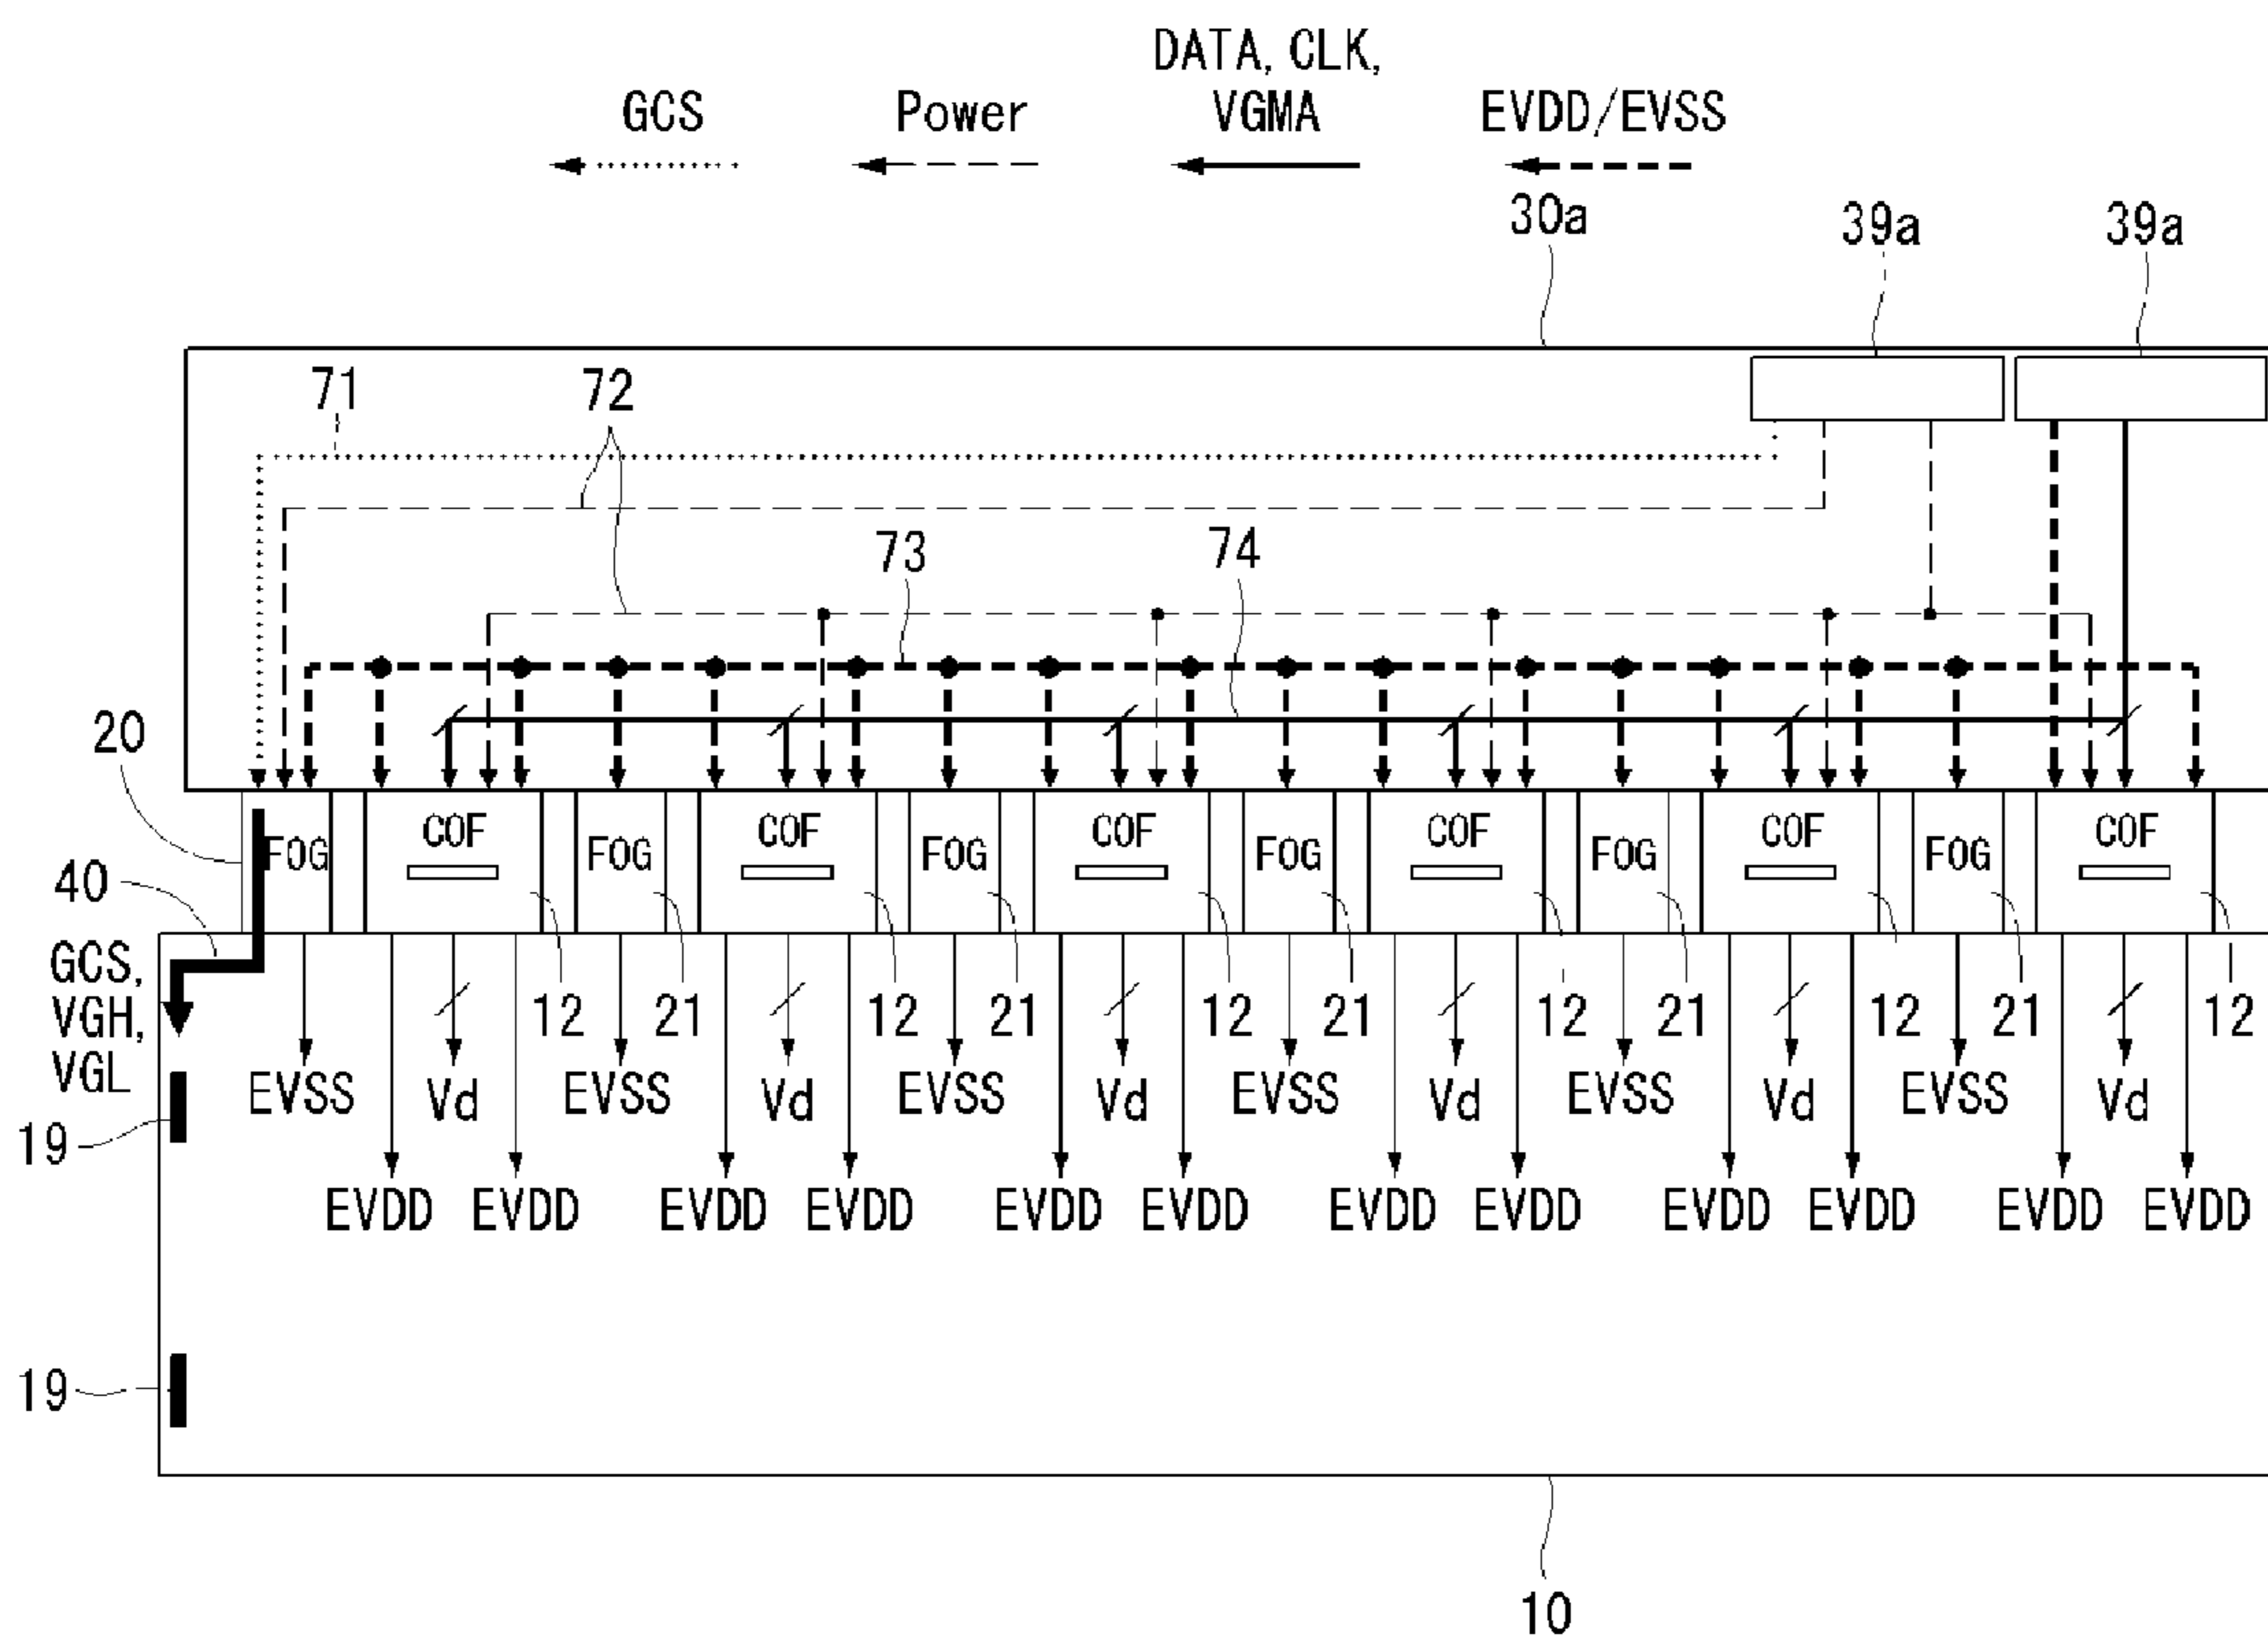 DATA, CLK,
GCS Power VGMA EVDD/EVSS
30a 39a 39a
71 72
73 74
20
COF COF COF COF COF COF
FOG FOG FOG FOG FOG FOG
40
GCS,
VGH,
VGL
12 21 12 21 12 21 12 21 12 21 12
EVSS Vd EVSS Vd EVSS Vd EVSS Vd EVSS Vd EVSS Vd
19
EVDD EVDD EVDD EVDD EVDD EVDD EVDD EVDD EVDD EVDD EVDD EVDD
19
10